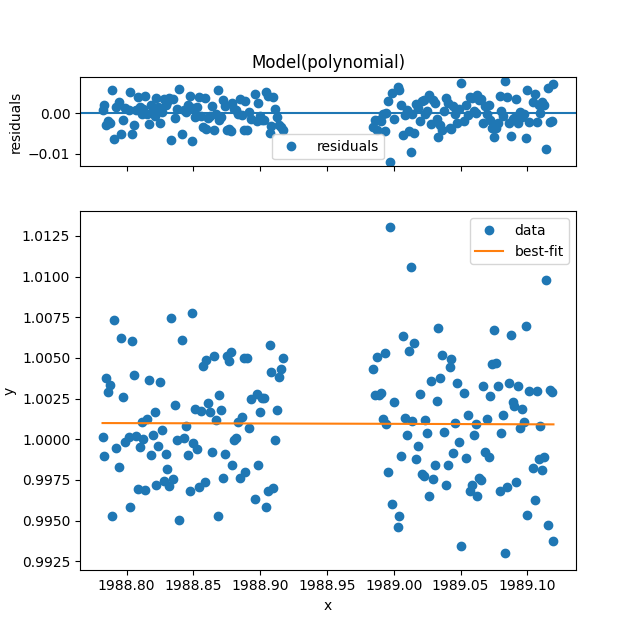 Model(polynomial)
residuals
0.00
−0.01
residuals
y
1.0125
1.0100
1.0075
1.0050
1.0025
1.0000
0.9975
0.9950
0.9925
data
best-fit
1988.80 1988.85 1988.90 1988.95 1989.00 1989.05 1989.10
x